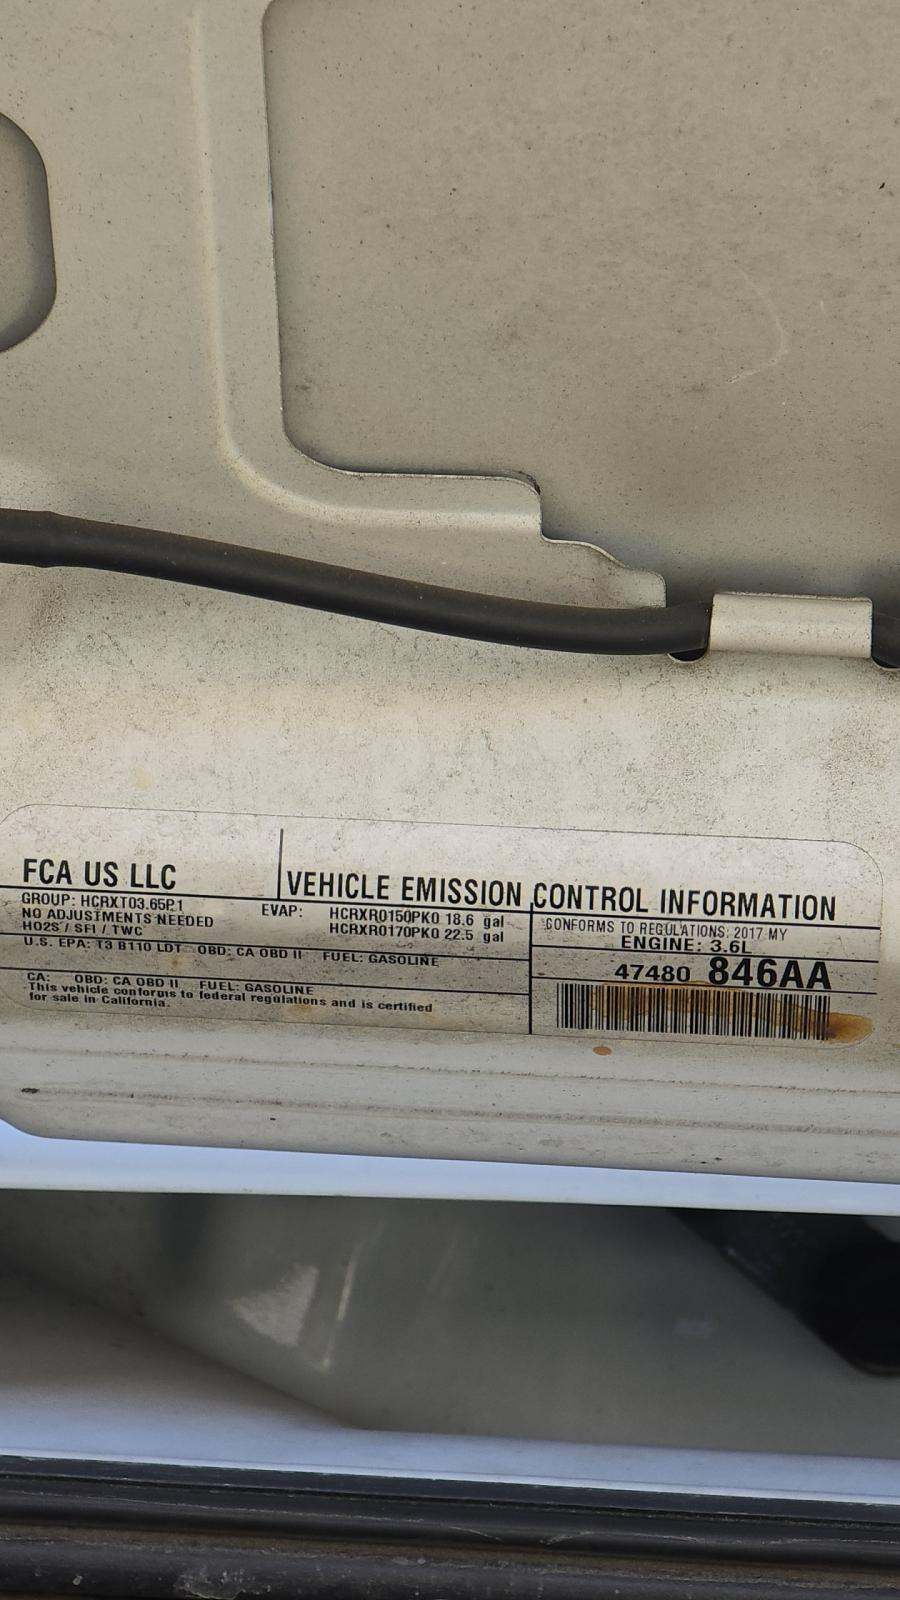 FCA US LLC
VEHICLE EMISSION CONTROL INFORMATION
GROUP: HCRXT03.65P1
NO ADJUSTMENTS NEEDED
HO2S / SFI / TWC
EVAP: HCRXR0150PK0 18.6 gal
HCRXR0170PK0 22.5 gal
U.S. EPA: T3 B110 LDT OBD: CA OBD II FUEL: GASOLINE
CA: OBD: CA OBD II FUEL: GASOLINE
This vehicle conforms to federal regulations and is certified
for sale in California.
CONFORMS TO REGULATIONS: 2017 MY
ENGINE: 3.6L
47480 846AA